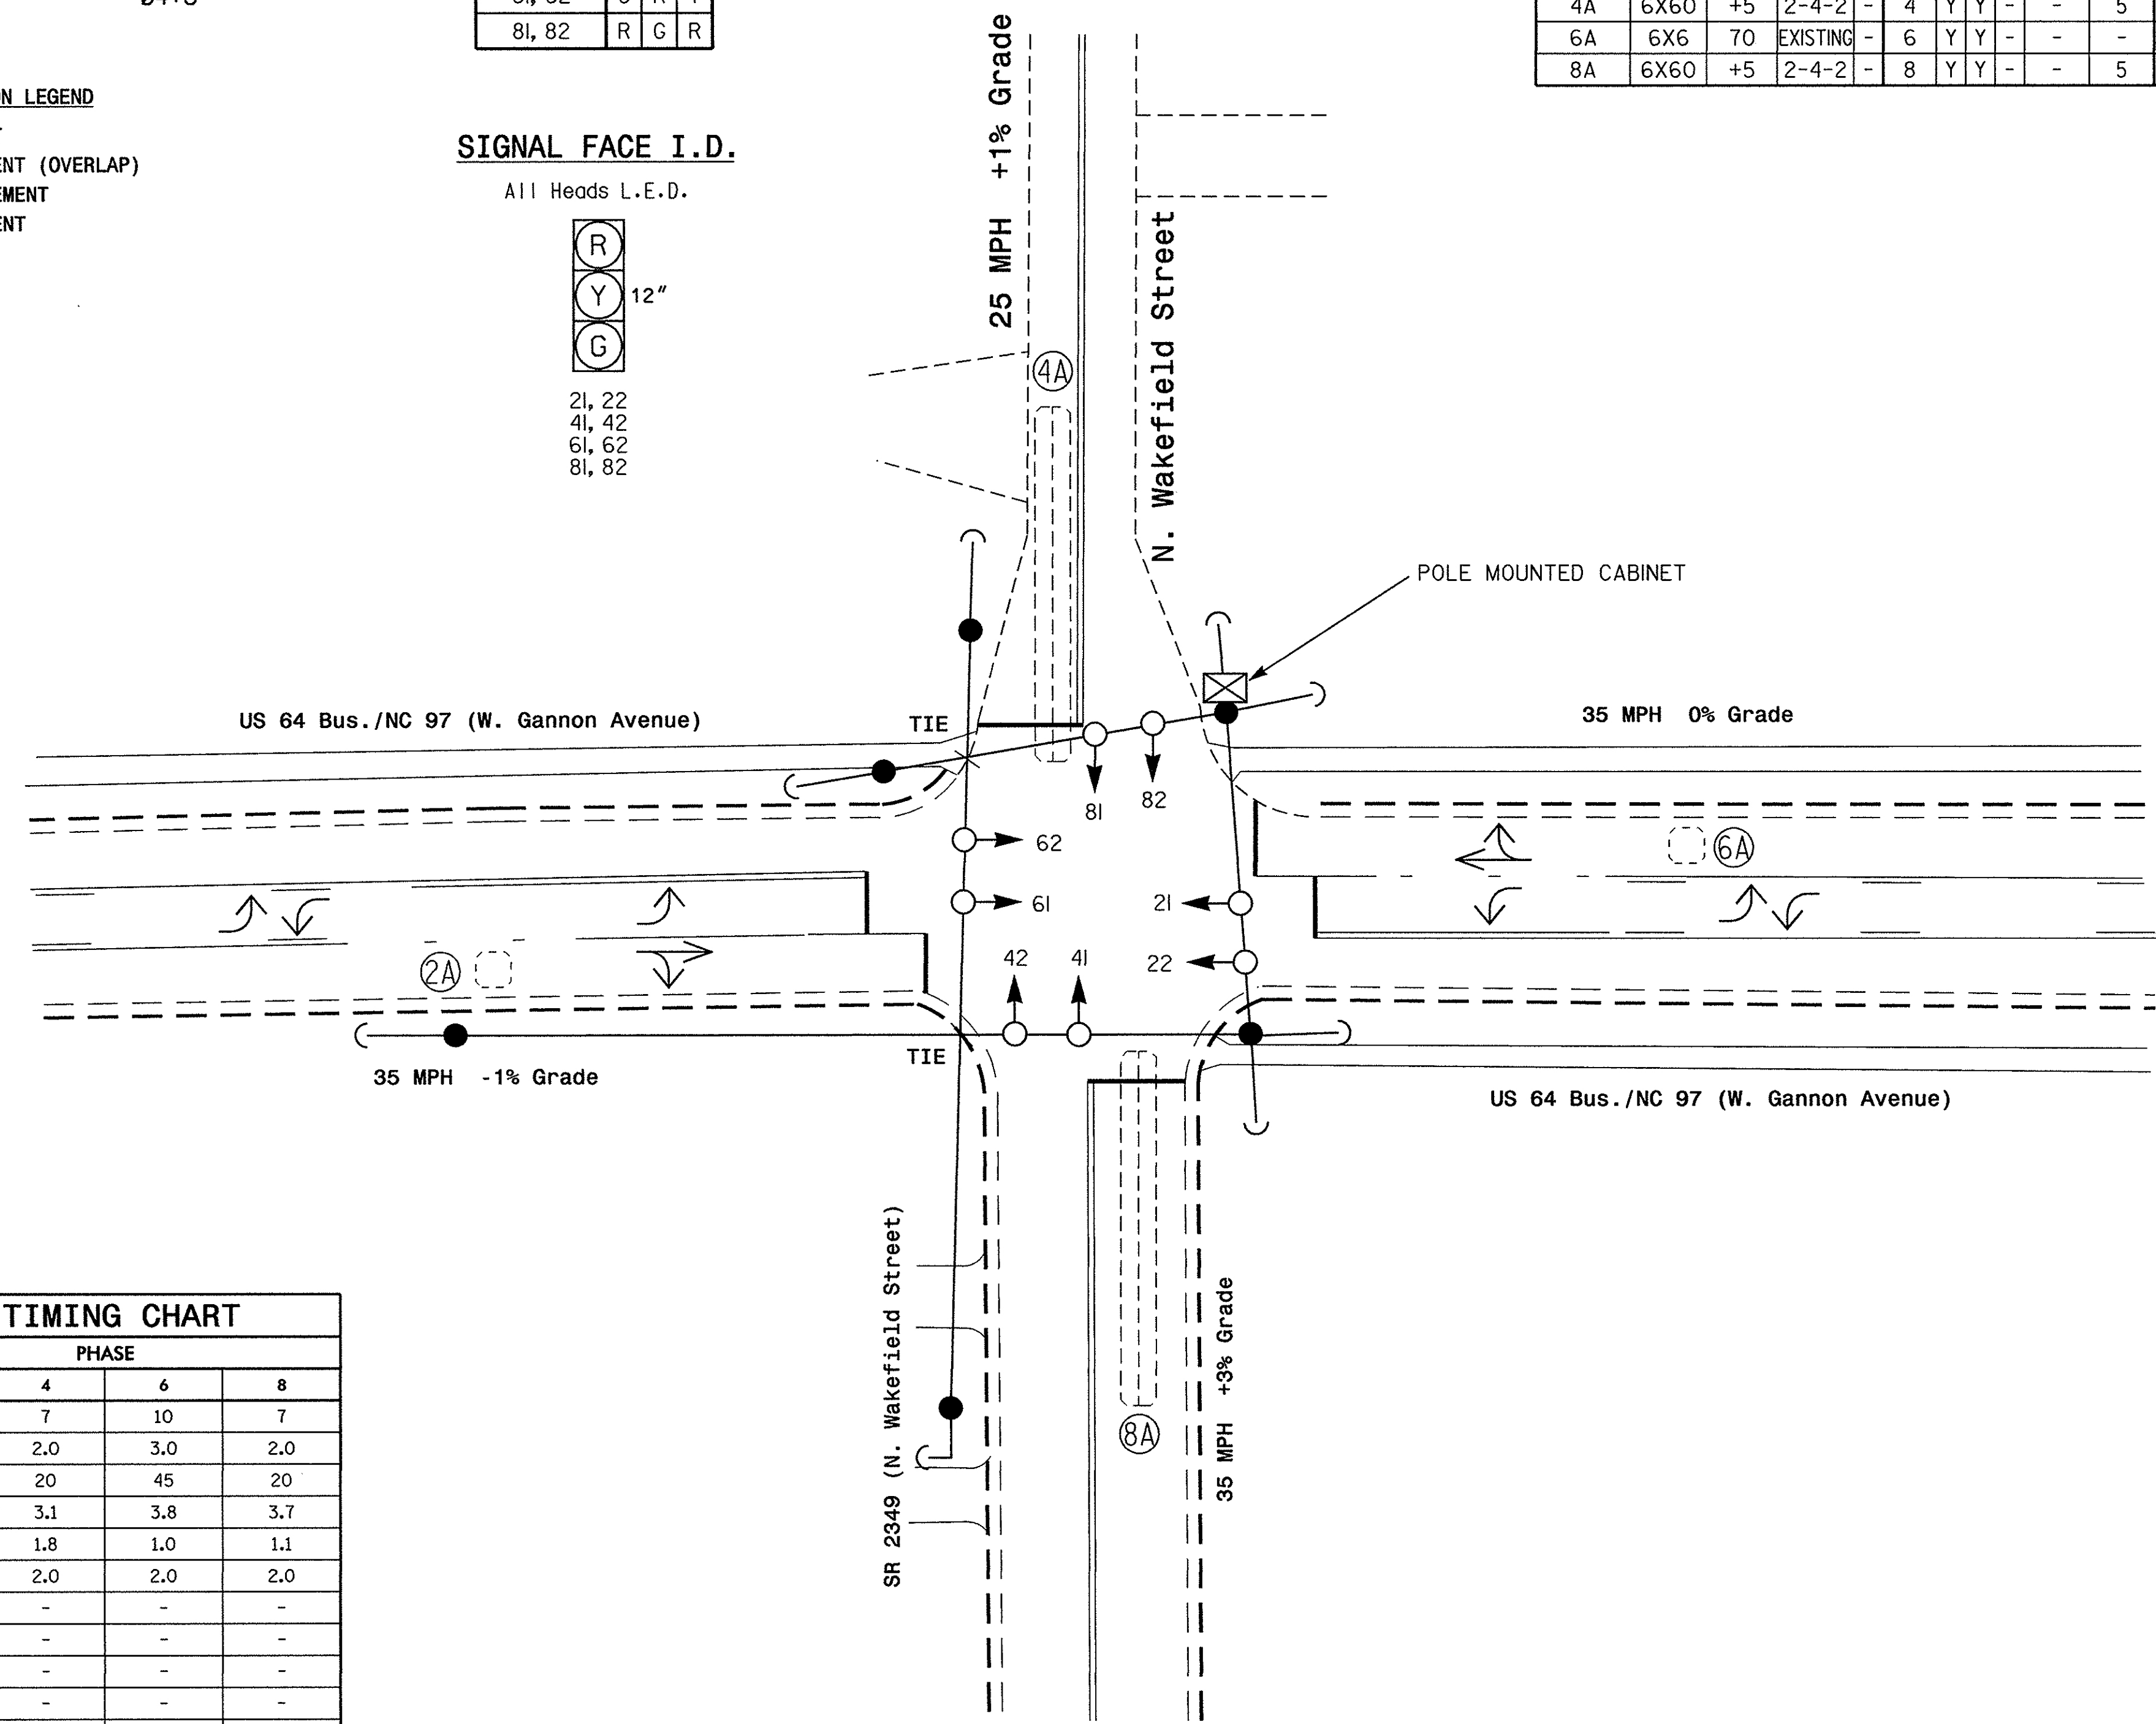 81, 82 R G R
4A 6X60 +5 2-4-2 - 4 Y Y - - 5
6A 6X6 70 EXISTING - 6 Y Y - - -
8A 6X60 +5 2-4-2 - 8 Y Y - - 5
N LEGEND
ENT (OVERLAP)
EMENT
ENT
SIGNAL FACE I.D.
All Heads L.E.D.
R
Y 12"
G
21, 22
41, 42
61, 62
81, 82
25 MPH +1% Grade
N. Wakefield Street
4A
POLE MOUNTED CABINET
US 64 Bus./NC 97 (W. Gannon Avenue)
TIE
35 MPH 0% Grade
81
82
62
6A
61
21
2A
42
41
22
TIE
35 MPH -1% Grade
US 64 Bus./NC 97 (W. Gannon Avenue)
SR 2349 (N. Wakefield Street)
35 MPH +3% Grade
8A
TIMING CHART
PHASE
4 6 8
7 10 7
2.0 3.0 2.0
20 45 20
3.1 3.8 3.7
1.8 1.0 1.1
2.0 2.0 2.0
- - -
- - -
- - -
- - -